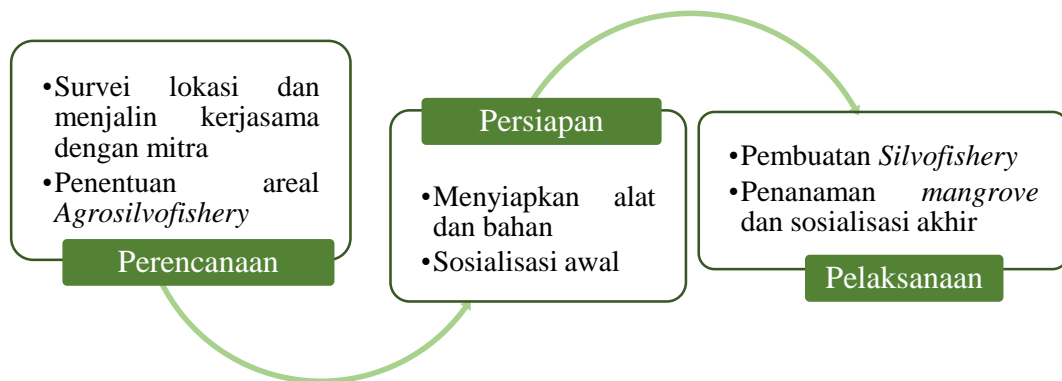 •Survei lokasi dan
menjalin kerjasama
dengan mitra
•Penentuan areal
Agrosilvofishery
Perencanaan
Persiapan
•Menyiapkan alat
dan bahan
•Sosialisasi awal
•Pembuatan Silvofishery
•Penanaman mangrove
dan sosialisasi akhir
Pelaksanaan